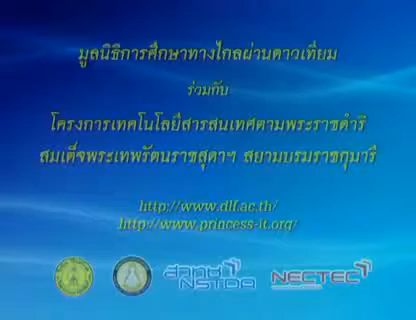 มูลนิธิการศึกษาทางไกลผ่านดาวเทียม
ร่วมกับ
โครงการเทคโนโลยีสารสนเทศตามพระราชดำริ
สมเด็จพระเทพรัตนราชสุดาฯ สยามบรมราชกุมารี
http://www.dlf.ac.th/
http://www.princess-it.org/
สวทช
NSTDA
NECTEC